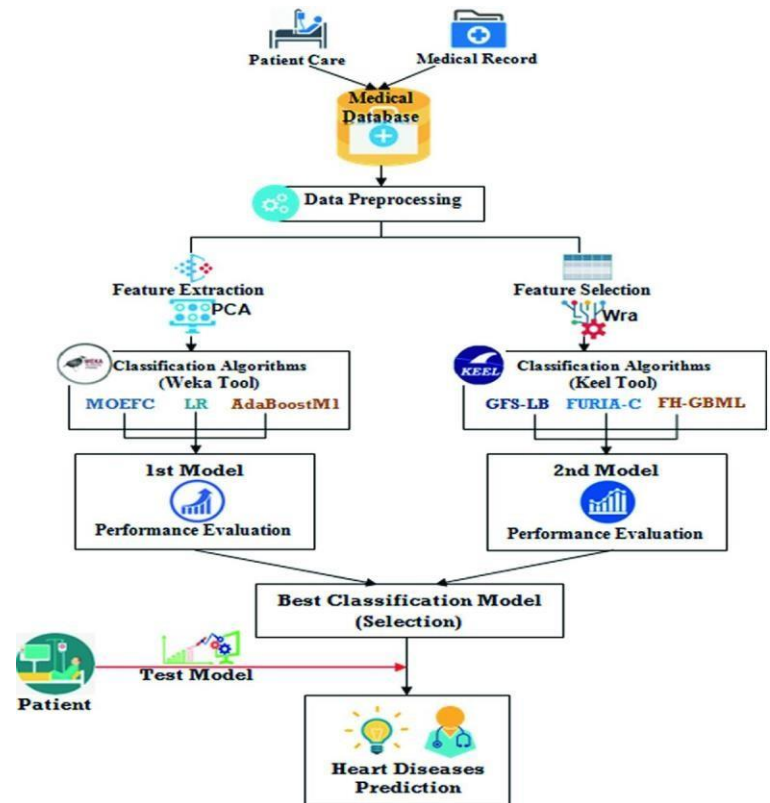 Patient Care
Medical Record
Medical
Database
Data Preprocessing
Feature Extraction
PCA
Feature Selection
Wra
WEKA
Classification Algorithms
(Weka Tool)
MOEFC LR AdaBoostM1
KEEL
Classification Algorithms
(Keel Tool)
GFS-LB FURIA-C FH-GBML
1st Model
Performance Evaluation
2nd Model
Performance Evaluation
Best Classification Model
(Selection)
Test Model
Patient
Heart Diseases
Prediction